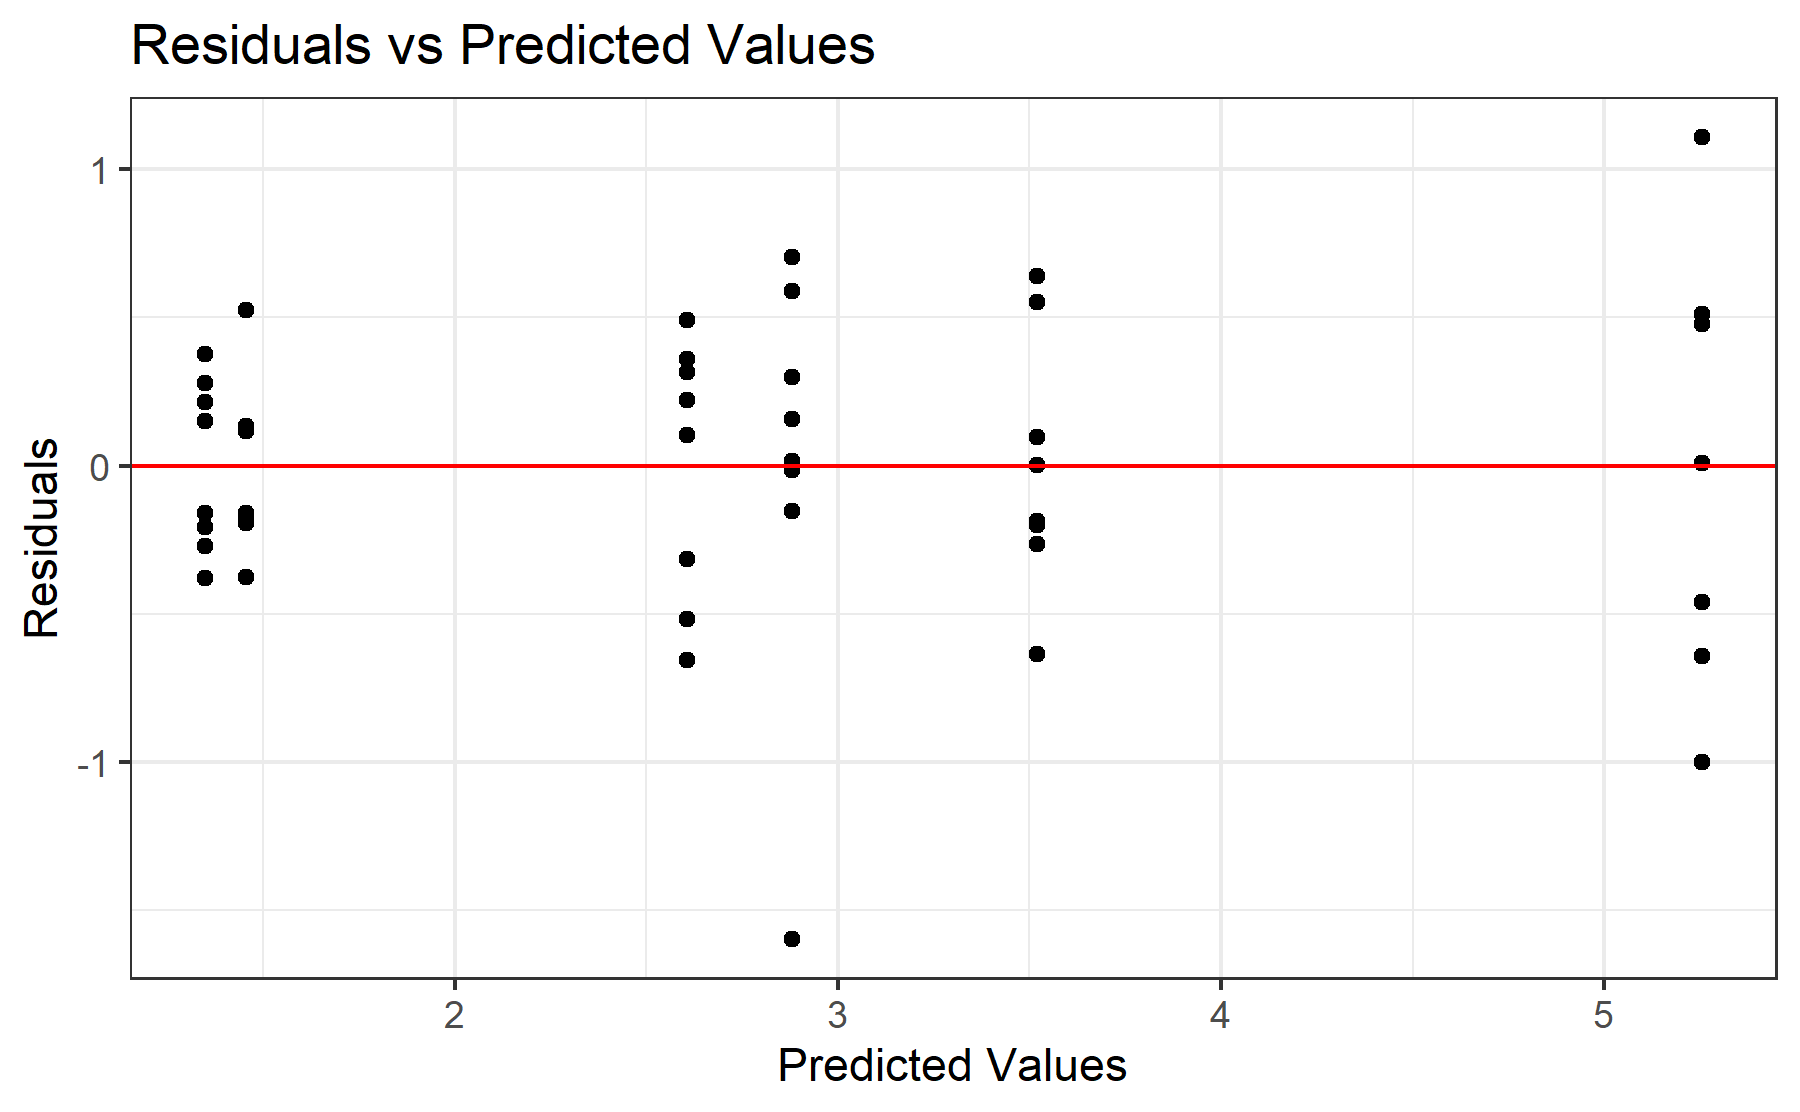 Residuals vs Predicted Values
1
0
-1
Residuals
2 3 4 5
Predicted Values